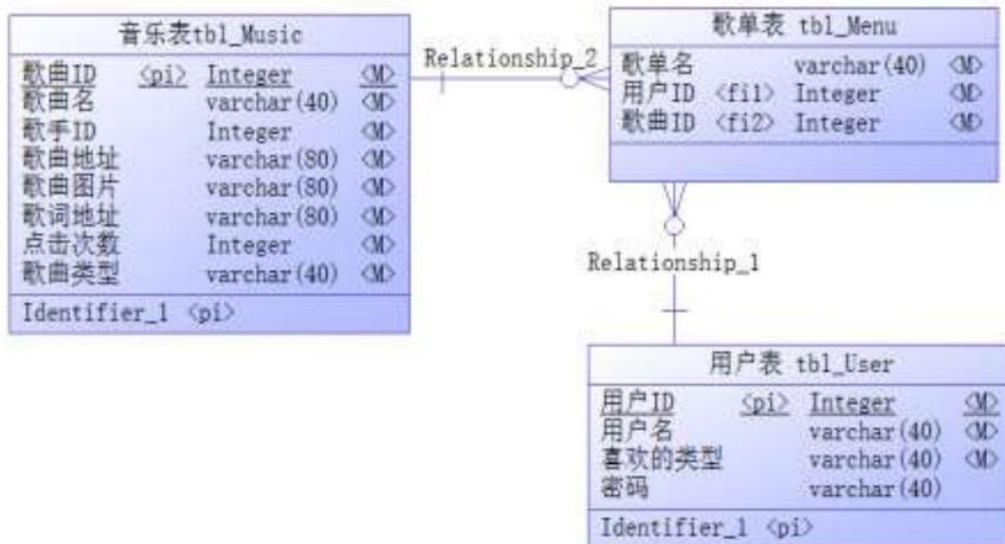 音乐表tbl_Music
歌曲ID <pi> Integer <M>
歌曲名 varchar(40) <M>
歌手ID Integer <M>
歌曲地址 varchar(80) <M>
歌曲图片 varchar(80) <M>
歌词地址 varchar(80) <M>
点击次数 Integer <M>
歌曲类型 varchar(40) <M>
Identifier_1 <pi>
Relationship_2
歌单表 tbl_Menu
歌单名 varchar(40) <M>
用户ID <fi1> Integer <M>
歌曲ID <fi2> Integer <M>
Relationship_1
用户表 tbl_User
用户ID <pi> Integer <M>
用户名 varchar(40) <M>
喜欢的类型 varchar(40) <M>
密码 varchar(40)
Identifier_1 <pi>